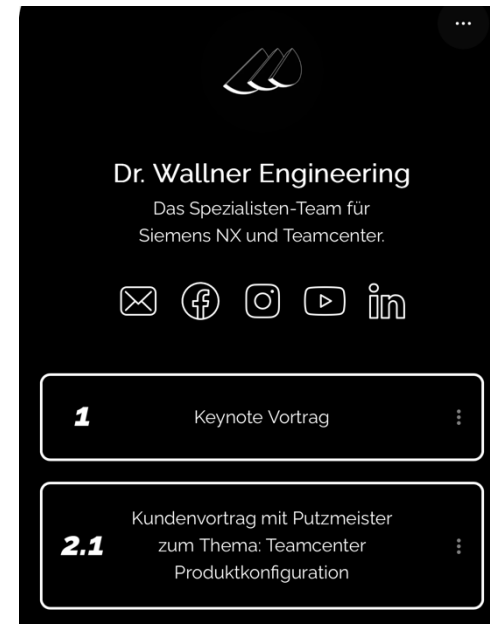 Dr. Wallner Engineering
Das Spezialisten-Team für
Siemens NX und Teamcenter.
1
Keynote Vortrag
Kundenvortrag mit Putzmeister
2.1 zum Thema: Teamcenter
Produktkonfiguration